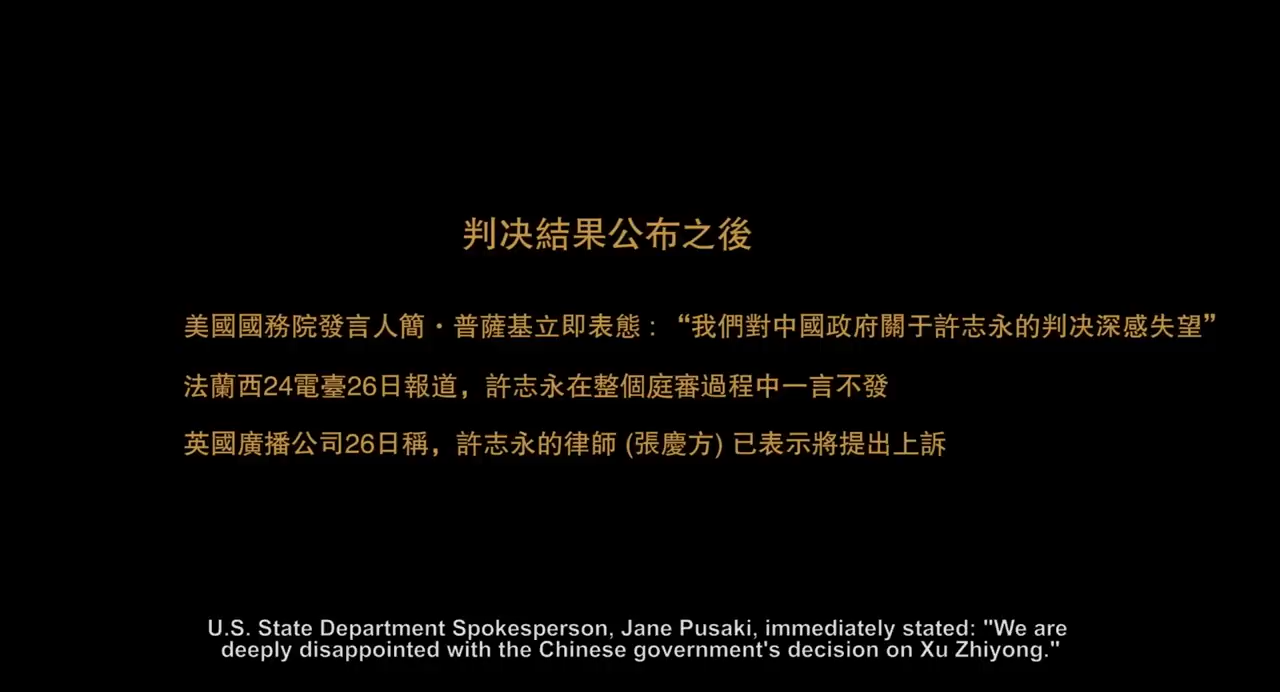 判决結果公布之後
美國國務院發言人簡·普薩基立即表態：“我們對中國政府關于許志永的判决深感失望”
法蘭西24電臺26日報道，許志永在整個庭審過程中一言不發
英國廣播公司26日稱，許志永的律師 (張慶方) 已表示將提出上訴
U.S. State Department Spokesperson, Jane Pusaki, immediately stated: "We are
deeply disappointed with the Chinese government's decision on Xu Zhiyong."